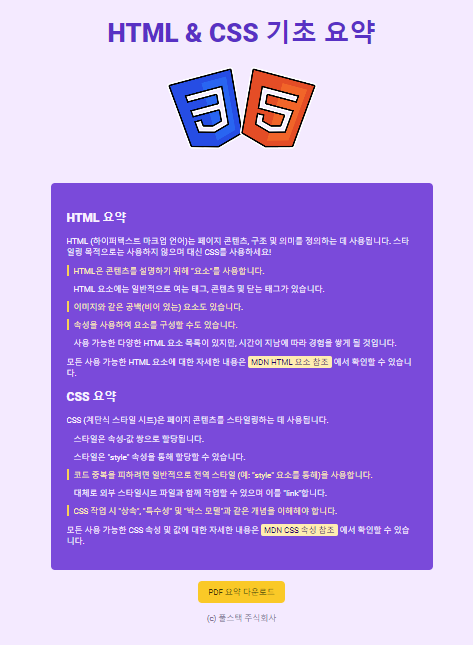 HTML & CSS 기초 요약
HTML 요약
HTML (하이퍼텍스트 마크업 언어)는 페이지 콘텐츠, 구조 및 의미를 정의하는 데 사용됩니다. 스타
일링 목적으로는 사용하지 않으며 대신 CSS를 사용하세요!
HTML은 콘텐츠를 설명하기 위해 "요소"를 사용합니다.
HTML 요소에는 일반적으로 여는 태그, 콘텐츠 및 닫는 태그가 있습니다.
이미지와 같은 공백(비어 있는) 요소도 있습니다.
속성을 사용하여 요소를 구성할 수도 있습니다.
사용 가능한 다양한 HTML 요소 목록이 있지만, 시간이 지남에 따라 경험을 쌓게 될 것입니다.
모든 사용 가능한 HTML 요소에 대한 자세한 내용은 MDN HTML 요소 참조 에서 확인할 수 있습니
다.
CSS 요약
CSS (계단식 스타일 시트)은 페이지 콘텐츠를 스타일링하는 데 사용됩니다.
스타일은 속성-값 쌍으로 할당됩니다.
스타일은 "style" 속성을 통해 할당할 수 있습니다.
코드 중복을 피하려면 일반적으로 전역 스타일 (예: "style" 요소를 통해)을 사용합니다.
대체로 외부 스타일시트 파일과 함께 작업할 수 있으며 이를 "link"합니다.
CSS 작업 시 "상속", "특수성" 및 "박스 모델"과 같은 개념을 이해해야 합니다.
모든 사용 가능한 CSS 속성 및 값에 대한 자세한 내용은 MDN CSS 속성 참조 에서 확인할 수 있습
니다.
PDF 요약 다운로드
(c) 풀스택 주식회사